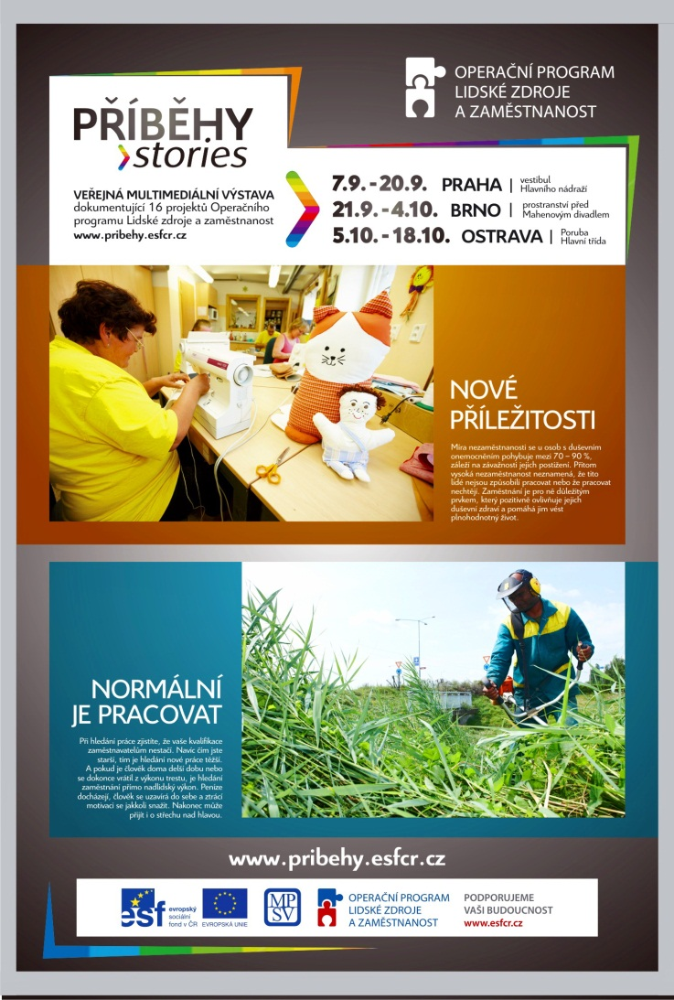 OPERAČNÍ PROGRAM
LIDSKÉ ZDROJE
A ZAMĚSTNANOST
PŘÍBĚHY
stories
VEŘEJNÁ MULTIMEDIÁLNÍ VÝSTAVA
dokumentující 16 projektů Operačního
programu Lidské zdroje a zaměstnanost
www.pribehy.esfcr.cz
7.9. - 20.9. PRAHA | vestibul
Hlavního nádraží
21.9. - 4.10. BRNO | prostranství před
Mahenovým divadlem
5.10. - 18.10. OSTRAVA | Poruba
Hlavní třída
NOVÉ
PŘÍLEŽITOSTI
Míra nezaměstnanosti se u osob s duševním
onemocněním pohybuje mezi 70 – 90 %,
záleží na závažnosti jejich postižení. Přitom
vysoká nezaměstnanost neznamená, že tito
lidé nejsou způsobilí pracovat nebo že pracovat
nechtějí. Zaměstnání je pro ně důležitým
prvkem, který pozitivně ovlivňuje jejich
duševní zdraví a pomáhá jim vést
plnohodnotný život.
NORMÁLNÍ
JE PRACOVAT
Při hledání práce zjistíte, že vaše kvalifikace
zaměstnavatelům nestačí. Navíc čím jste
starší, tím je hledání nové práce těžší.
A pokud je člověk doma delší dobu nebo
se dokonce vrátil z výkonu trestu, je hledání
zaměstnání přímo nadlidský výkon. Peníze
docházejí, člověk se uzavírá do sebe a ztrácí
motivaci se jakkoli snažit. Nakonec může
přijít i o střechu nad hlavou.
www.pribehy.esfcr.cz
esf
evropský
sociální
fond v ČR
EVROPSKÁ UNIE
MP
SV
OPERAČNÍ PROGRAM
LIDSKÉ ZDROJE
A ZAMĚSTNANOST
PODPORUJEME
VAŠI BUDOUCNOST
www.esfcr.cz